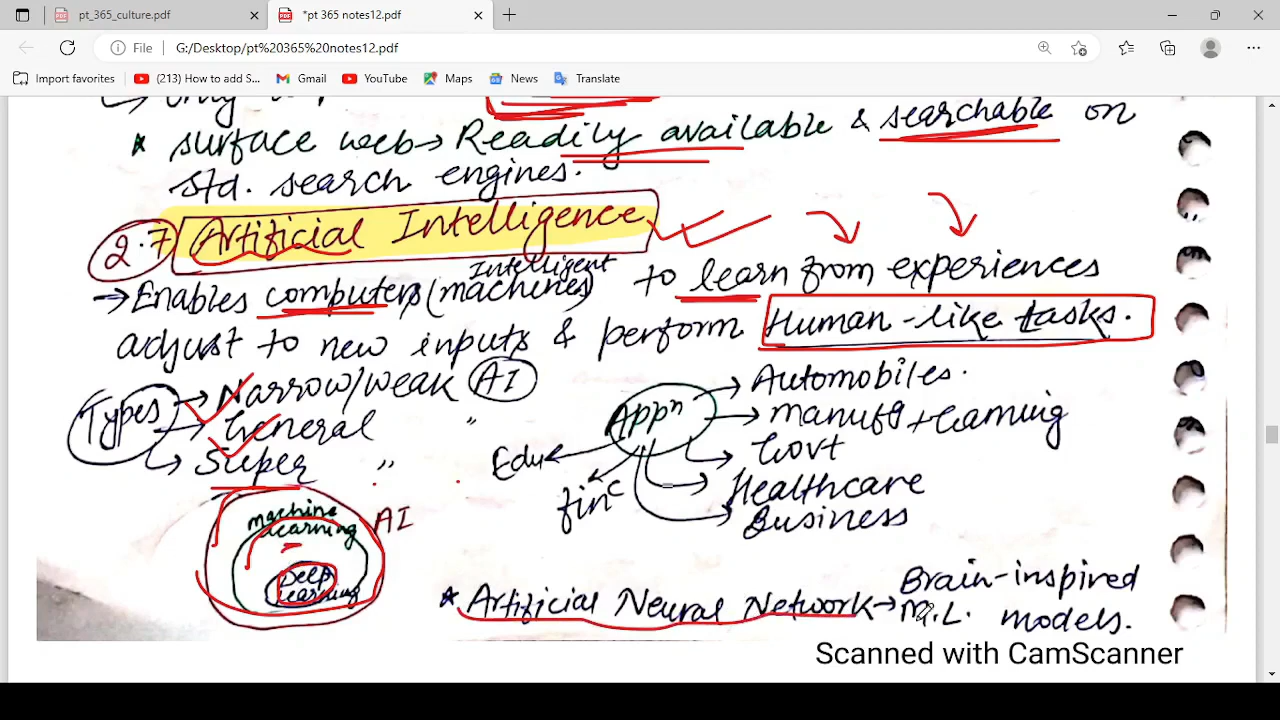 pt_365_culture.pdf
*pt 365 notes12.pdf
File G:/Desktop/pt%20365%20notes12.pdf
Import favorites
(213) How to add S...
Gmail
YouTube
Maps
News
Translate
* Surface web → Readily available & searchable on
std. search engines.
2.7 Artificial Intelligence
Intelligent
→ Enables computers (machines) to learn from experiences
adjust to new inputs & perform Human-like tasks.
Types
→ Narrow/weak AI
→ General "
→ Super "
machine
learning
Deep
learning
AI
Appⁿ
→ Automobiles.
→ manufg + learning
→ Govt
→ Healthcare
→ Business
Edu
finᶜ
* Artificial Neural Network → Brain-inspired
M.L. models.
Scanned with CamScanner